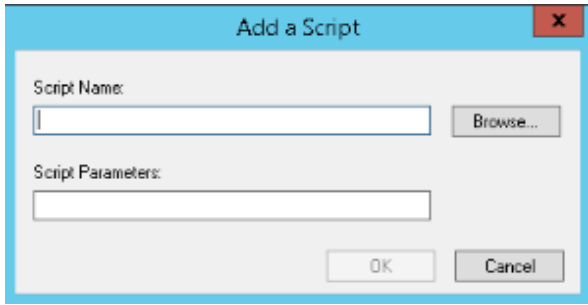 Add a Script
x
Script Name:
Browse...
Script Parameters:
OK
Cancel